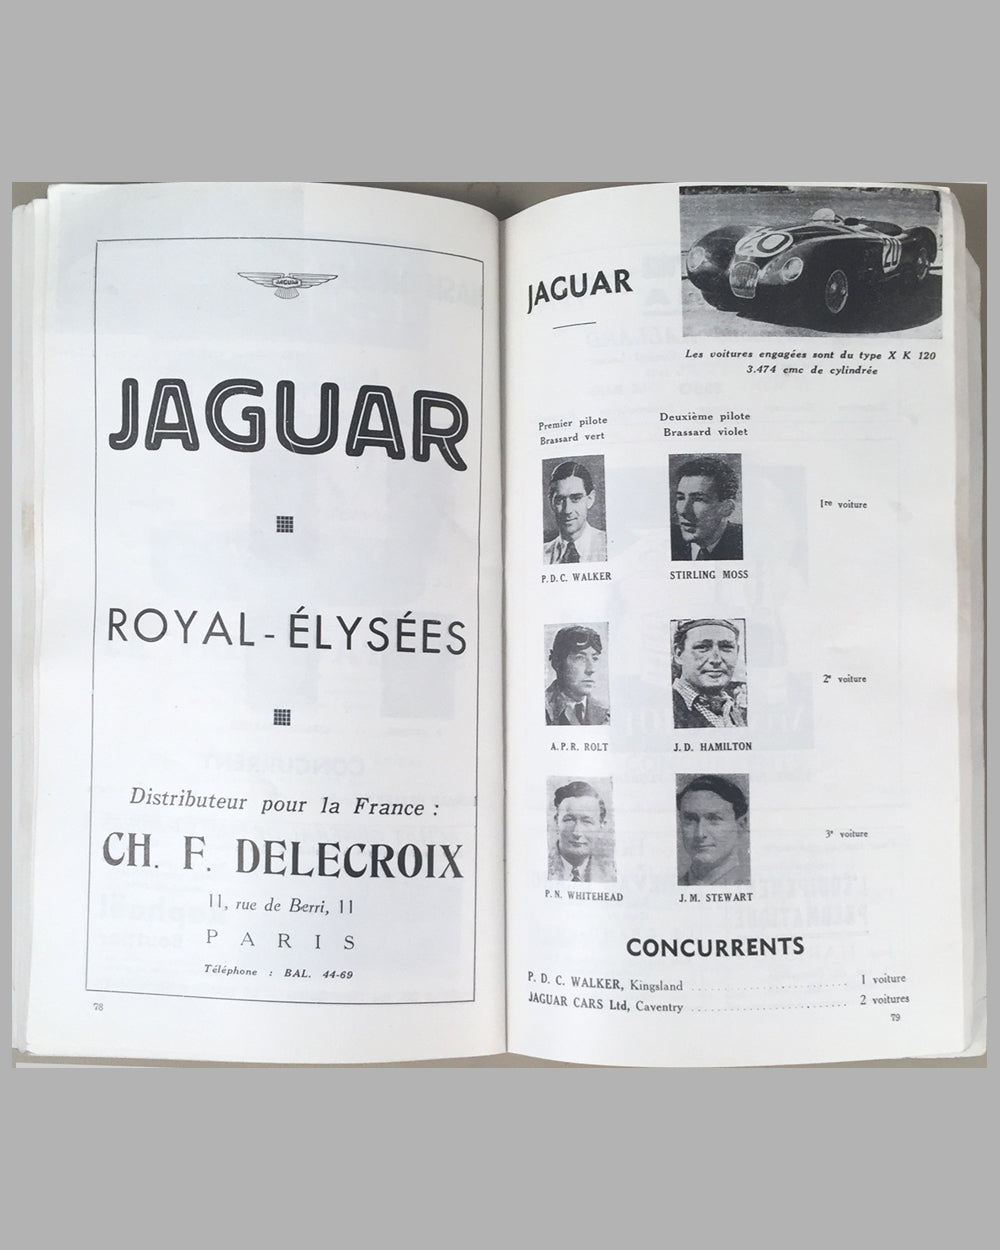 JAGUAR
JAGUAR
ROYAL-ÉLYSÉES
Distributeur pour la France :
CH. F. DELECROIX
11, rue de Berri, 11
PARIS
Téléphone : BAL. 44-69
78
JAGUAR
20
20
Les voitures engagées sont du type X K 120
3.474 cmc de cylindrée
Premier pilote
Brassard vert
Deuxième pilote
Brassard violet
1re voiture
P.D.C. WALKER
STIRLING MOSS
2e voiture
A.P.R. ROLT
J.D. HAMILTON
3e voiture
P.N. WHITEHEAD
J.M. STEWART
CONCURRENTS
P. D. C. WALKER, Kingsland .......................... 1 voiture
JAGUAR CARS Ltd, Caventry .......................... 2 voitures
79